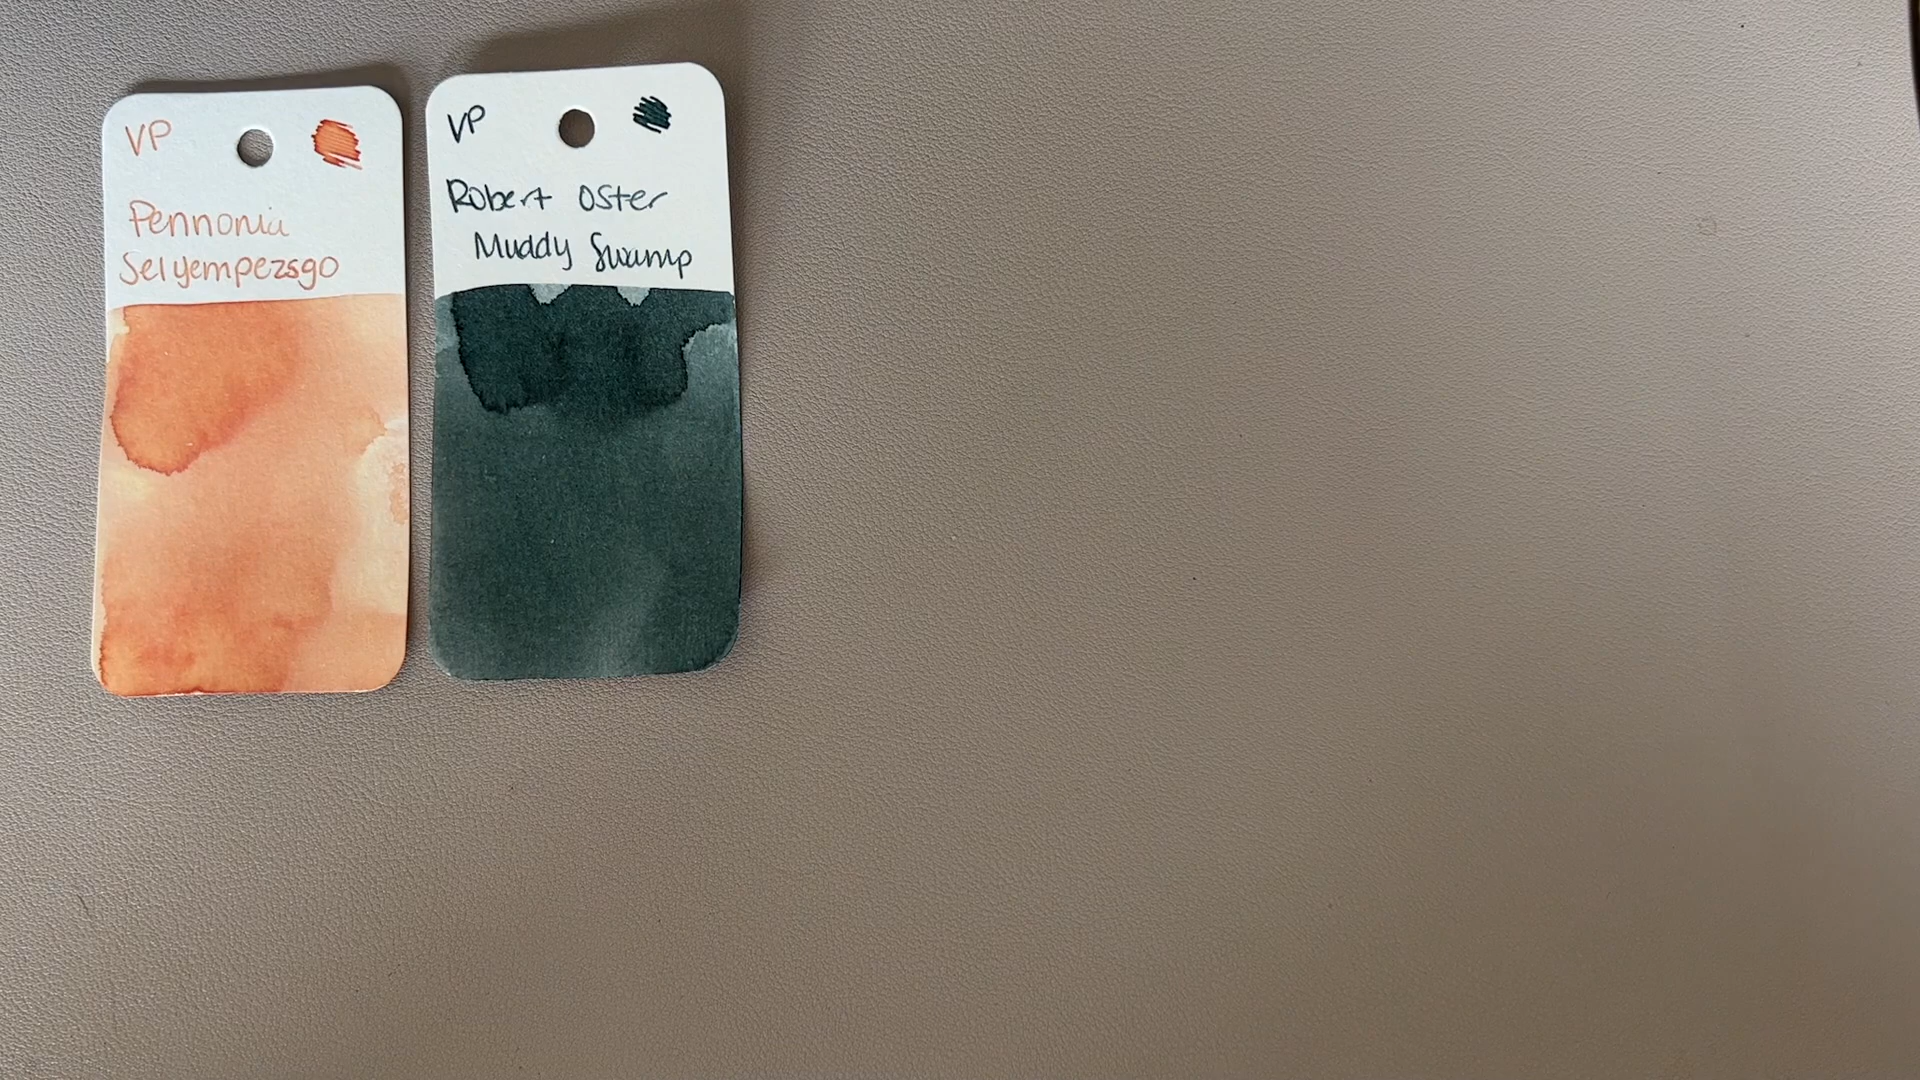 VP
Pennonia
Selyempezsgo
VP
Robert Oster
Muddy Swamp